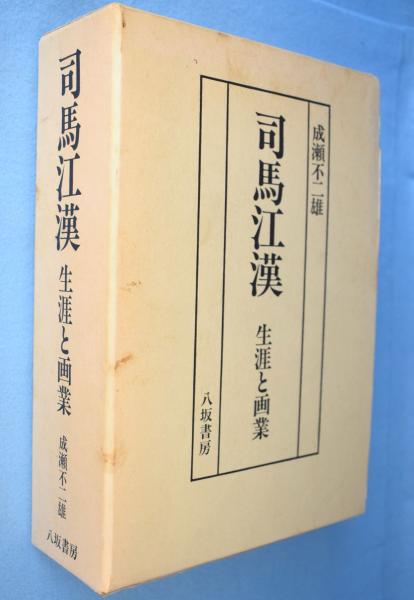 司馬江漢 生涯と画業 成瀬不二雄 八坂書房
成瀬不二雄
司馬江漢 生涯と画業
八坂書房